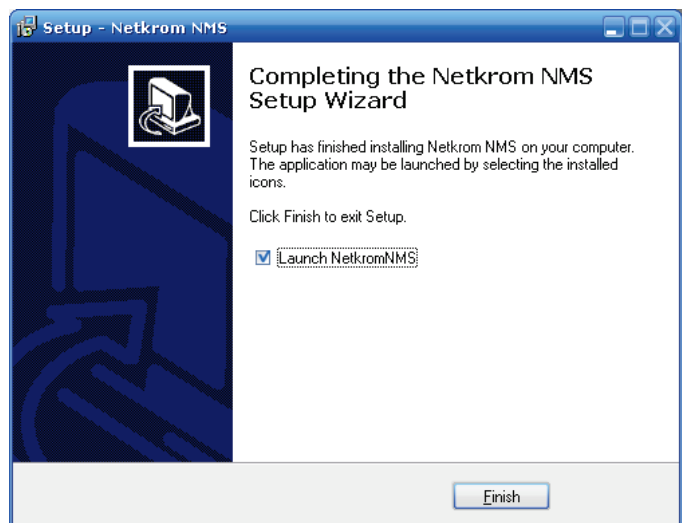 Setup - Netkrom NMS
Completing the Netkrom NMS
Setup Wizard
Setup has finished installing Netkrom NMS on your computer.
The application may be launched by selecting the installed
icons.
Click Finish to exit Setup.
Launch NetkromNMS
Finish